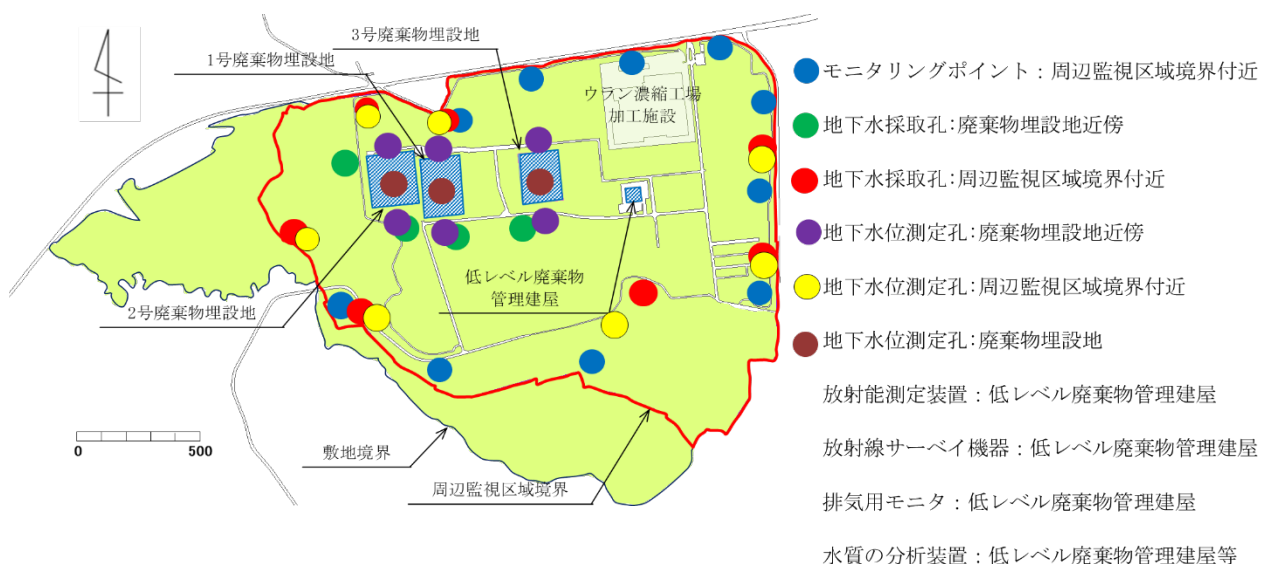 3号廃棄物埋設地
1号廃棄物埋設地
ウラン濃縮工場
加工施設
低レベル廃棄物
管理建屋
2号廃棄物埋設地
敷地境界
周辺監視区域境界
0 500
モニタリングポイント：周辺監視区域境界付近
地下水採取孔：廃棄物埋設地近傍
地下水採取孔：周辺監視区域境界付近
地下水位測定孔：廃棄物埋設地近傍
地下水位測定孔：周辺監視区域境界付近
地下水位測定孔：廃棄物埋設地
放射能測定装置：低レベル廃棄物管理建屋
放射線サーベイ機器：低レベル廃棄物管理建屋
排気用モニタ：低レベル廃棄物管理建屋
水質の分析装置：低レベル廃棄物管理建屋等